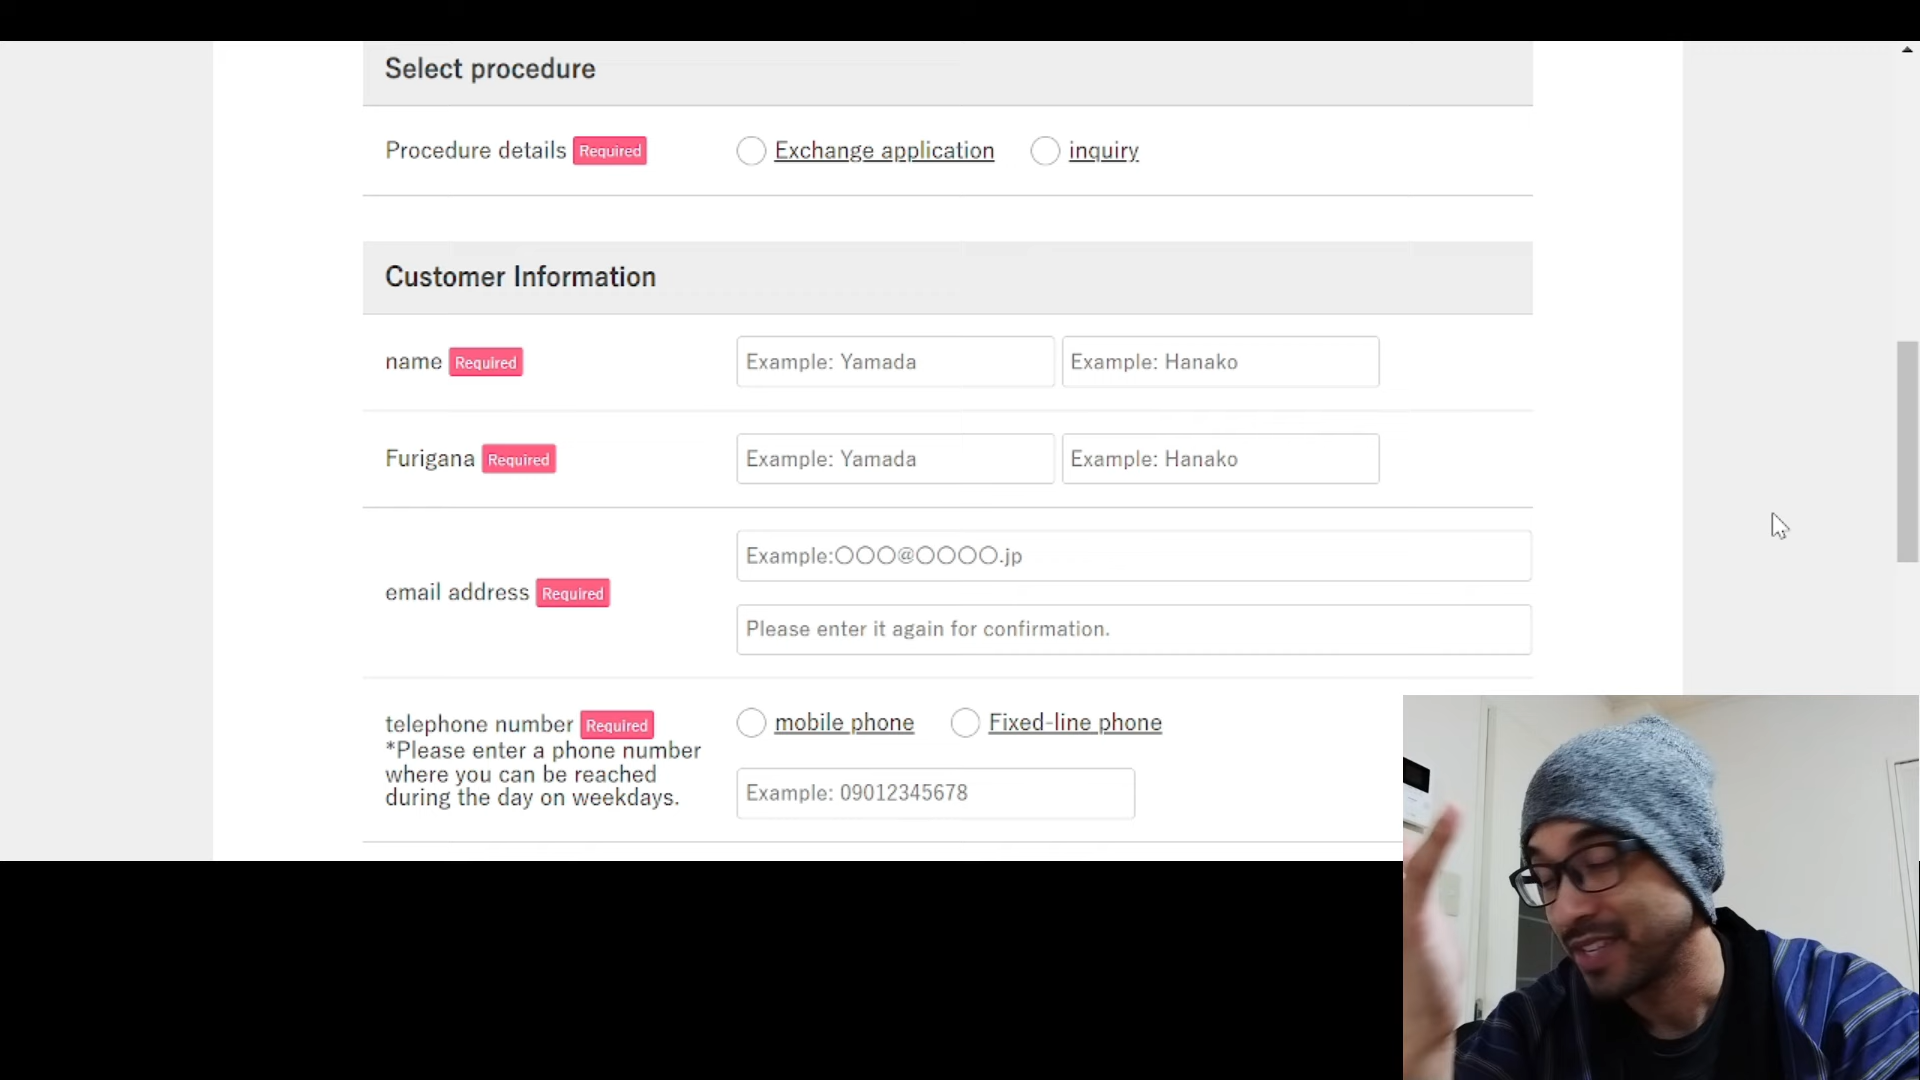 Select procedure
Procedure details Required Exchange application inquiry
Customer Information
name Required Example: Yamada Example: Hanako
Furigana Required Example: Yamada Example: Hanako
Example:〇〇〇@〇〇〇〇.jp
email address Required
Please enter it again for confirmation.
telephone number Required mobile phone Fixed-line phone
*Please enter a phone number
where you can be reached
during the day on weekdays.
Example: 09012345678